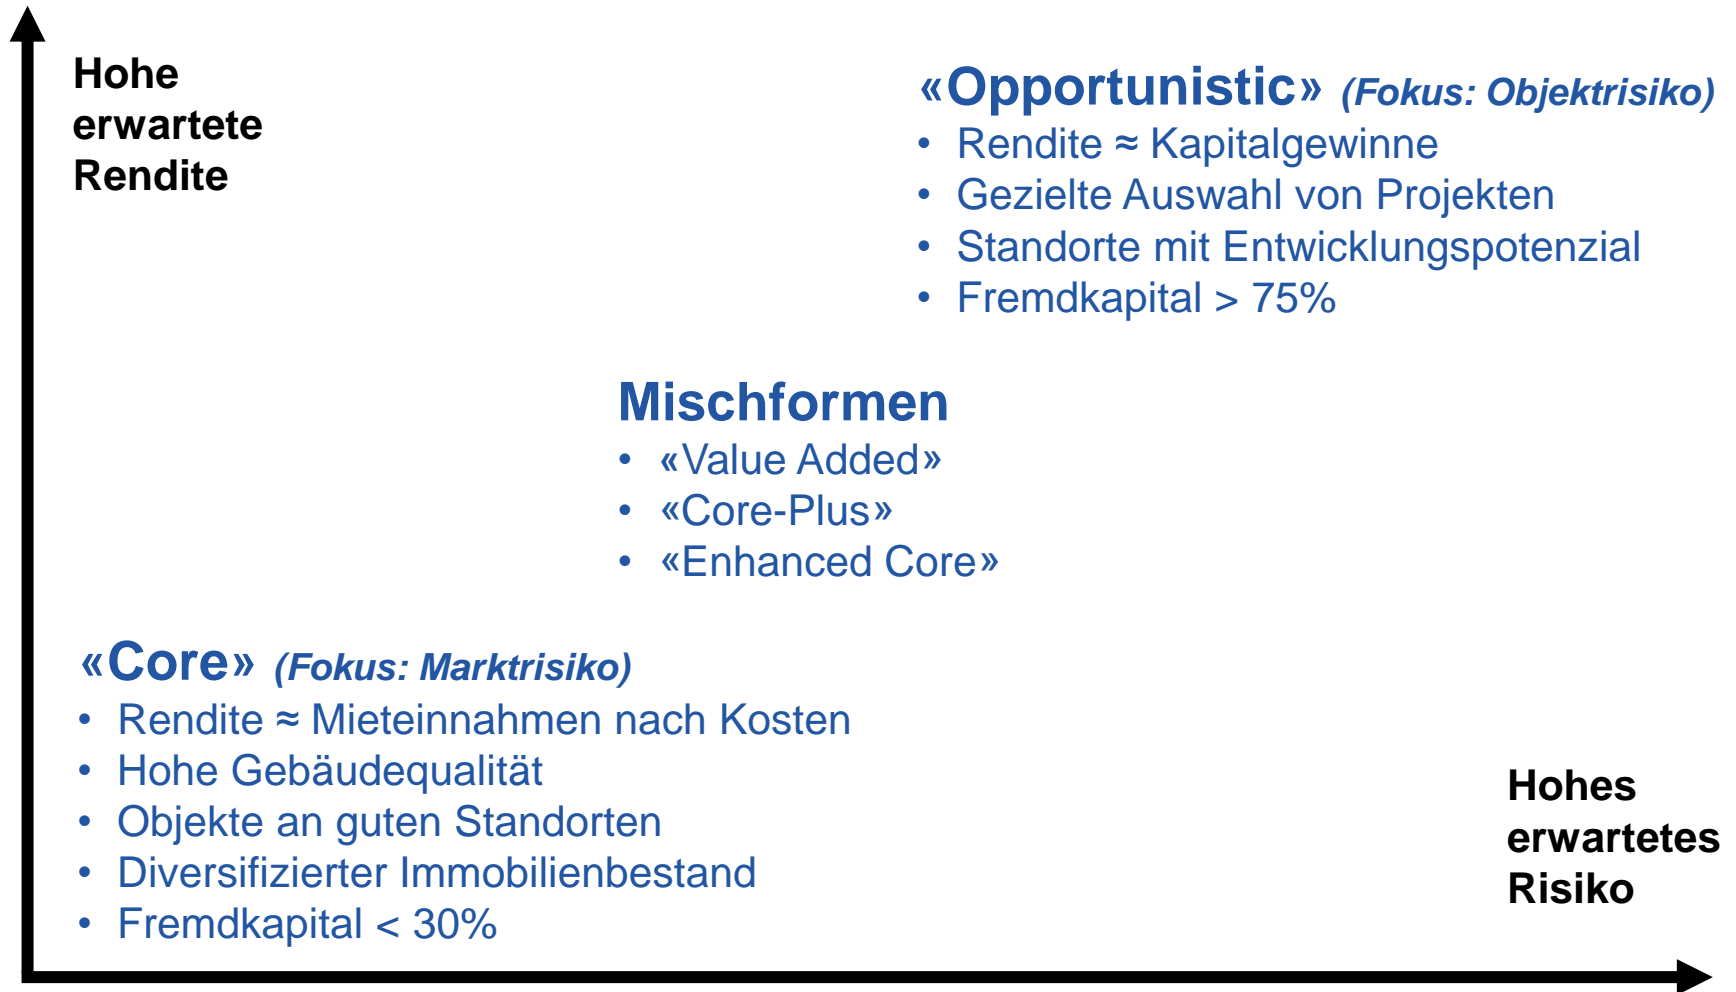 Hohe
erwartete
Rendite
«Opportunistic» (Fokus: Objektrisiko)
• Rendite ≈ Kapitalgewinne
• Gezielte Auswahl von Projekten
• Standorte mit Entwicklungspotenzial
• Fremdkapital > 75%
Mischformen
• «Value Added»
• «Core-Plus»
• «Enhanced Core»
«Core» (Fokus: Marktrisiko)
• Rendite ≈ Mieteinnahmen nach Kosten
• Hohe Gebäudequalität
• Objekte an guten Standorten
• Diversifizierter Immobilienbestand
• Fremdkapital < 30%
Hohes
erwartetes
Risiko